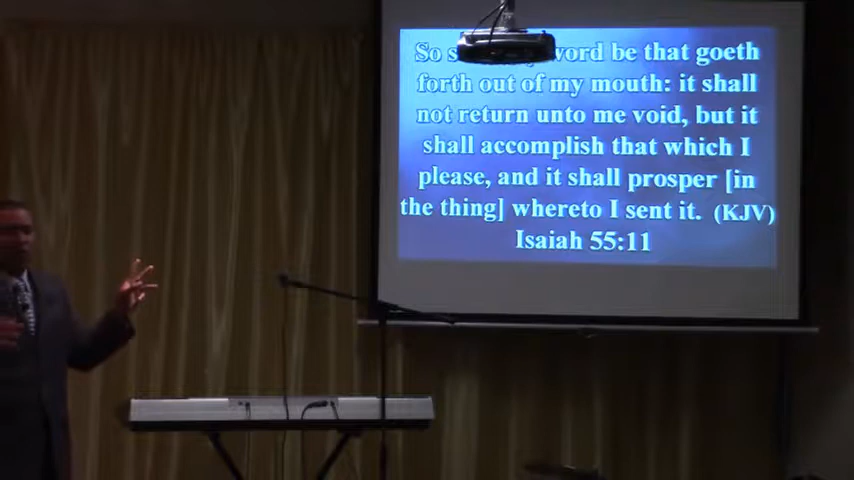 So word be that goeth
forth out of my mouth: it shall
not return unto me void, but it
shall accomplish that which I
please, and it shall prosper [in
the thing] whereto I sent it. (KJV)
Isaiah 55:11